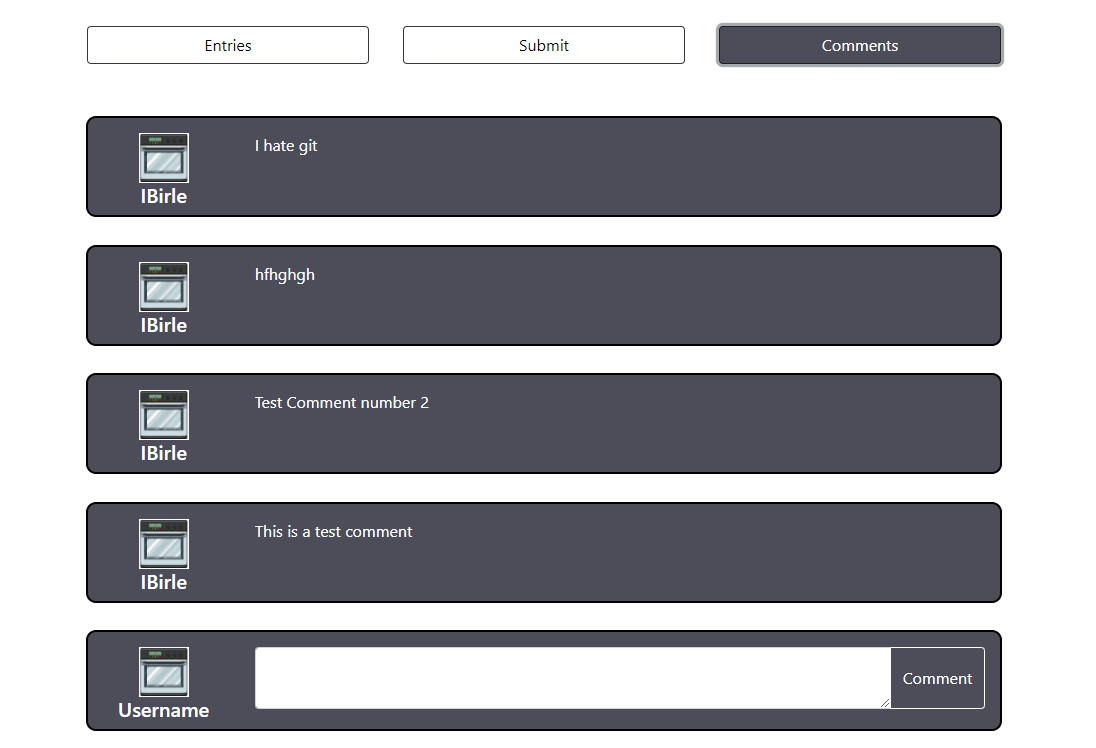 Entries
Submit
Comments
I hate git
IBirle
hfhghgh
IBirle
Test Comment number 2
IBirle
This is a test comment
IBirle
Comment
Username